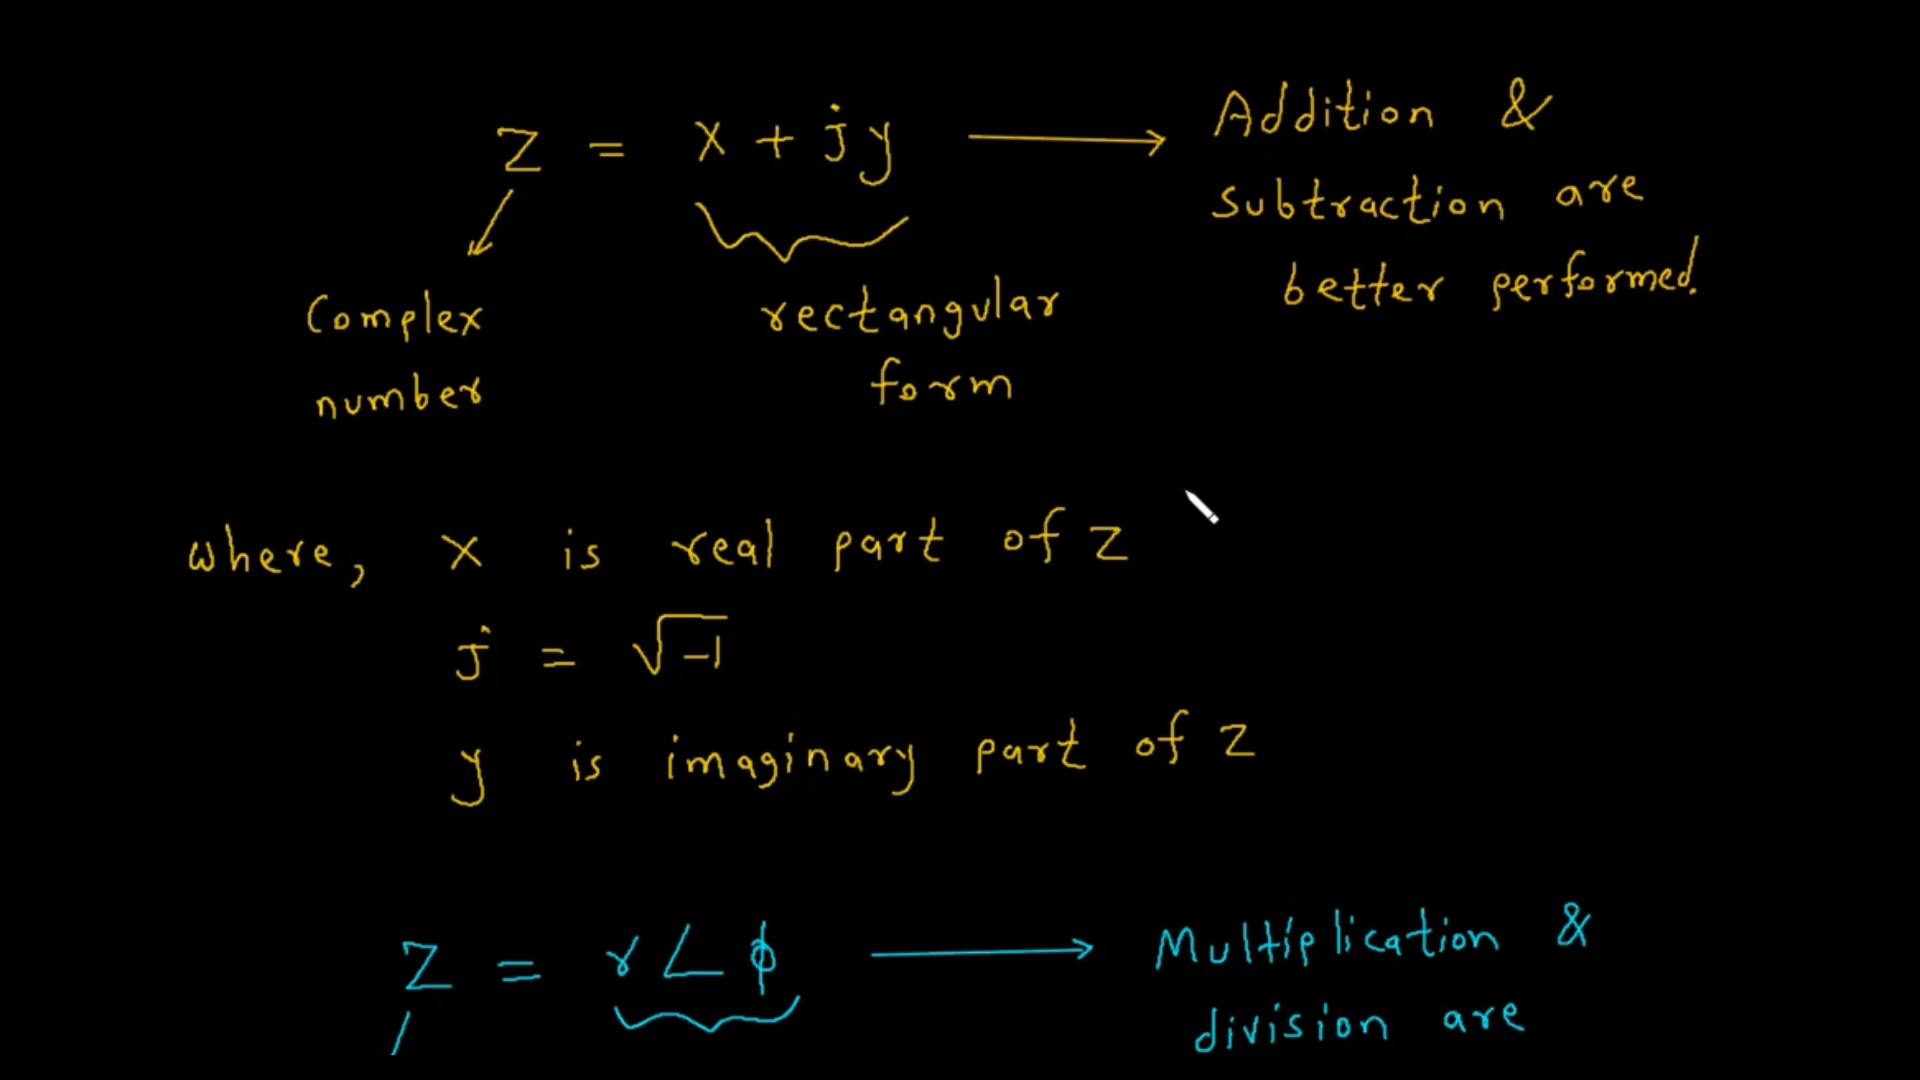 z = x + jy → Addition &
subtraction are
better performed.
Complex
number
rectangular
form
where, x is real part of z
j = √-1
y is imaginary part of z
z = r∠ϕ → Multiplication &
division are